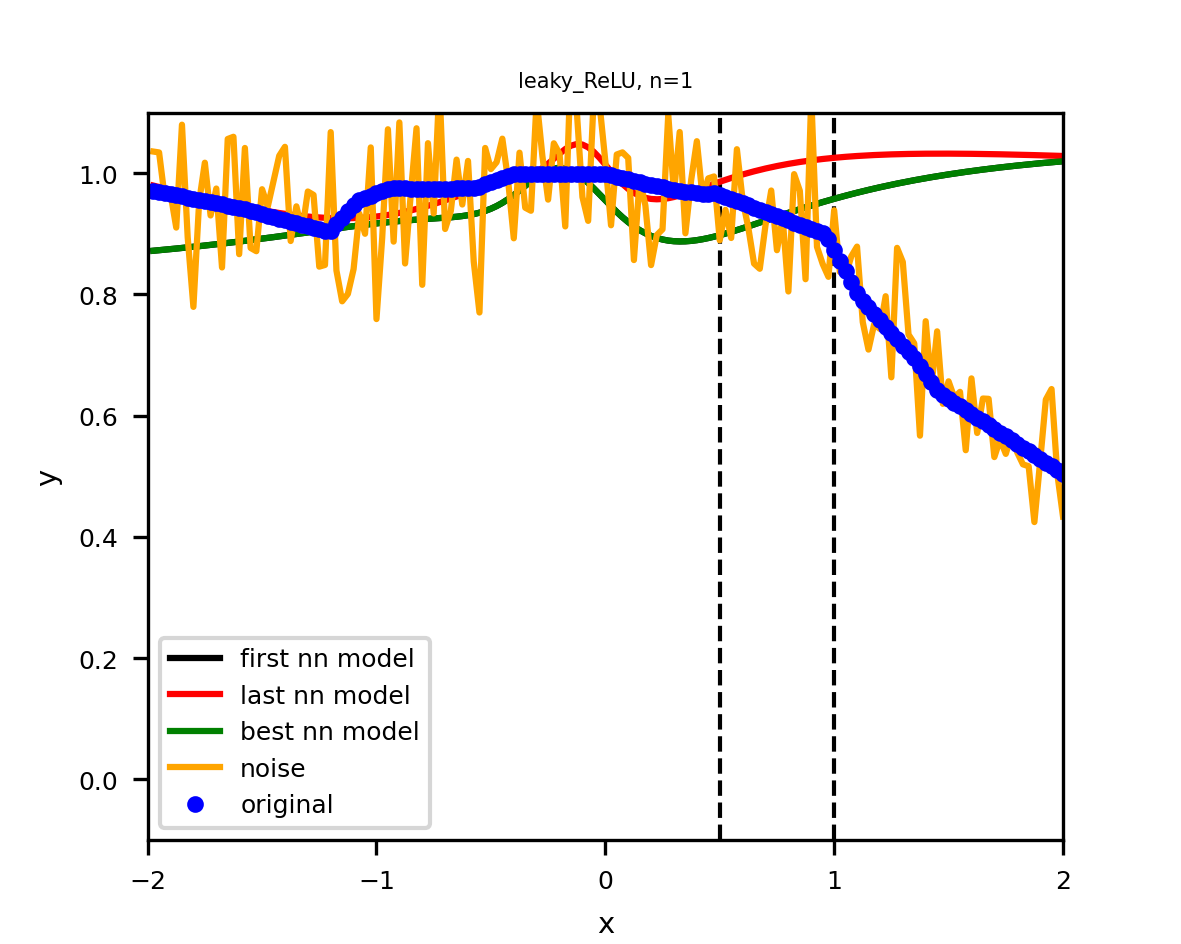 leaky_ReLU, n=1
1.0
0.8
0.6
0.4
0.2
0.0
y
first nn model
last nn model
best nn model
noise
original
−2
−1
0
1
2
x